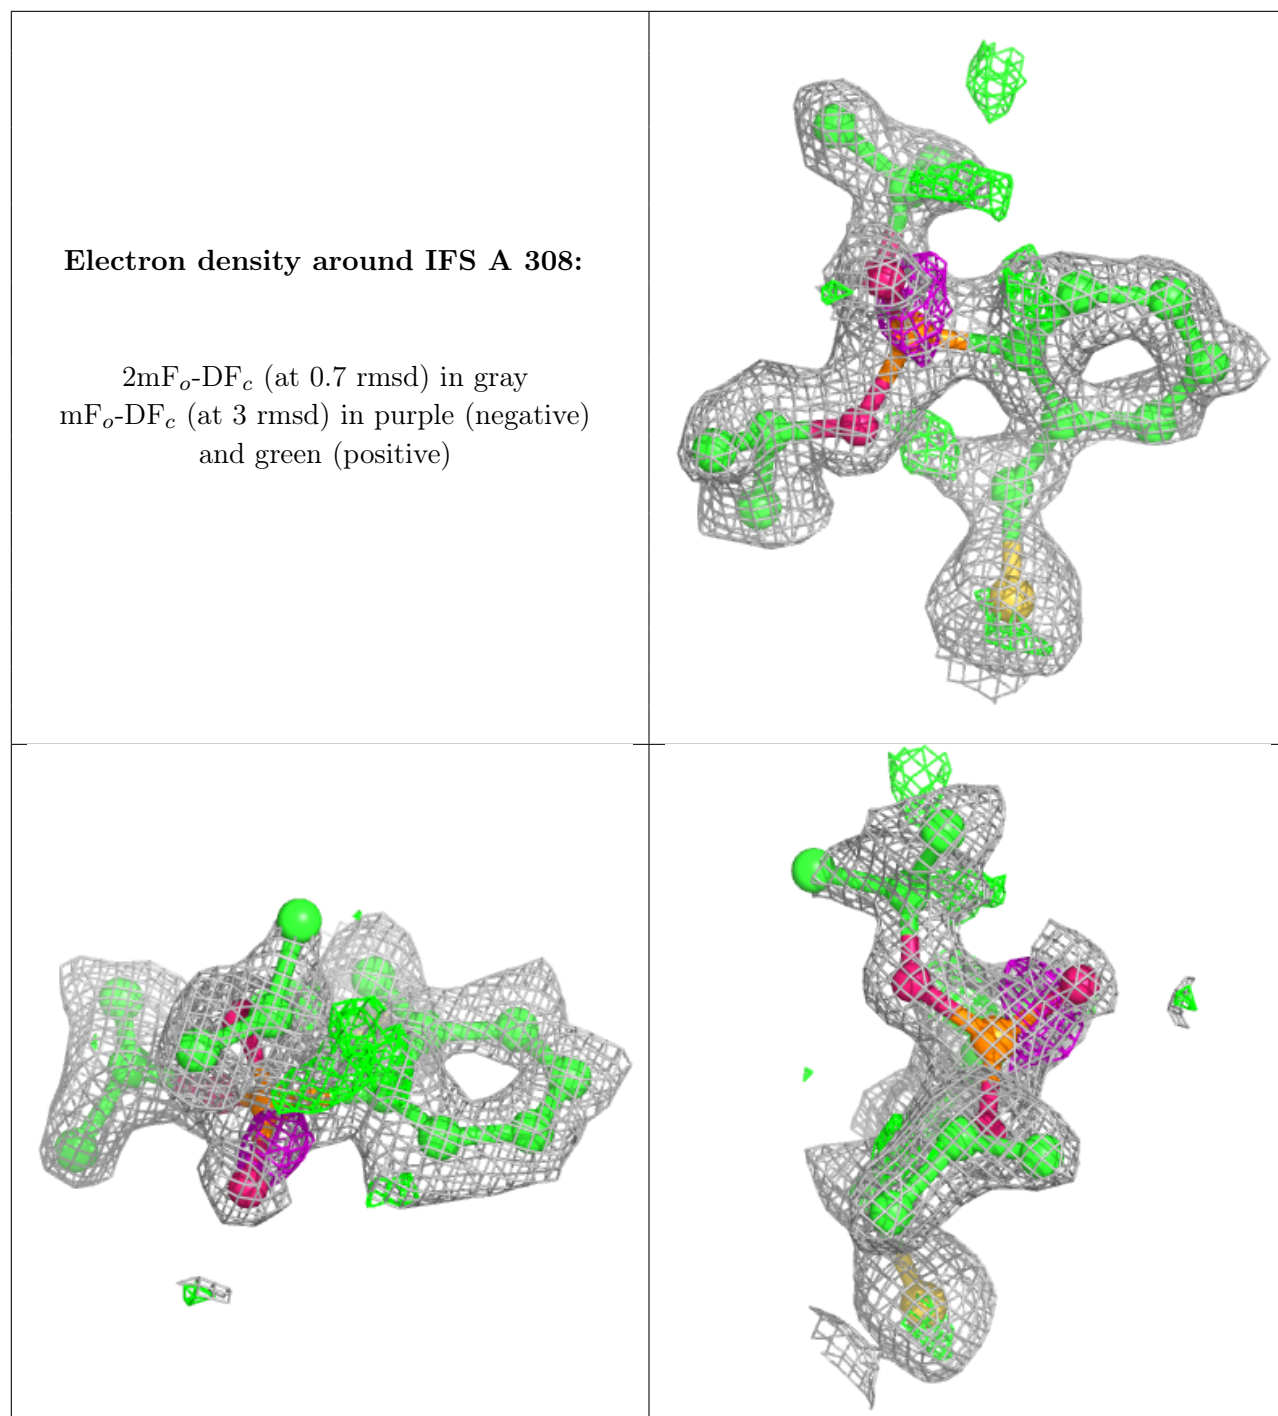 Electron density around IFS A 308:
2mFo-DFc (at 0.7 rmsd) in gray
mFo-DFc (at 3 rmsd) in purple (negative)
and green (positive)